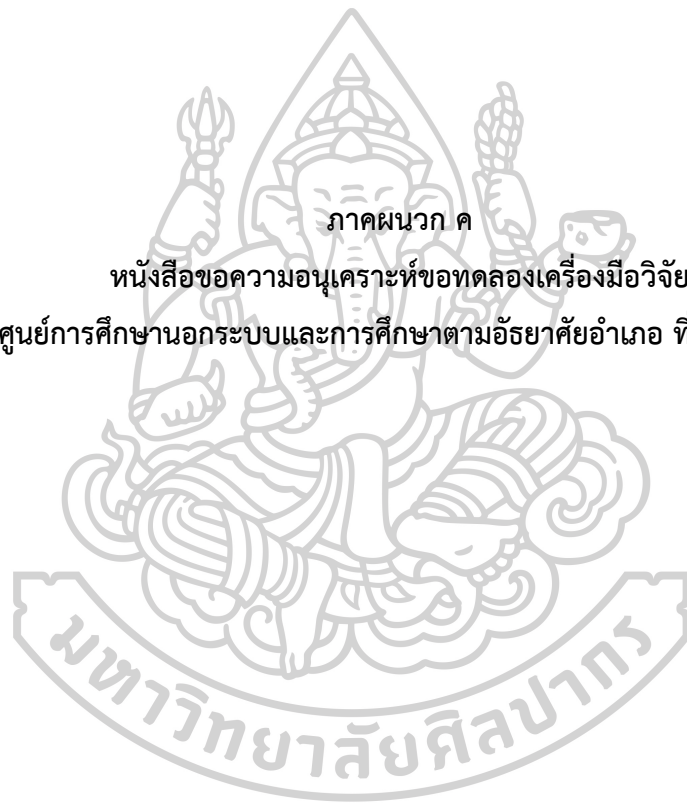 ภาคผนวก ค
หนังสือขอความอนุเคราะห์ขอทดลองเครื่องมือวิจัย
ศูนย์การศึกษานอกระบบและการศึกษาตามอัธยาศัยอำเภอ
มหาวิทยาลัยศิลปากร